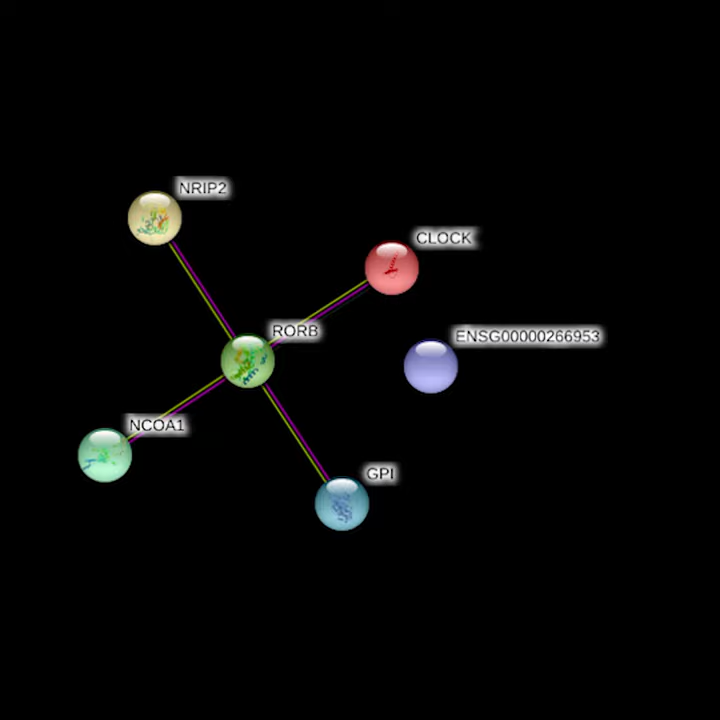 NRIP2
CLOCK
RORB
ENSG00000266953
NCOA1
GPI